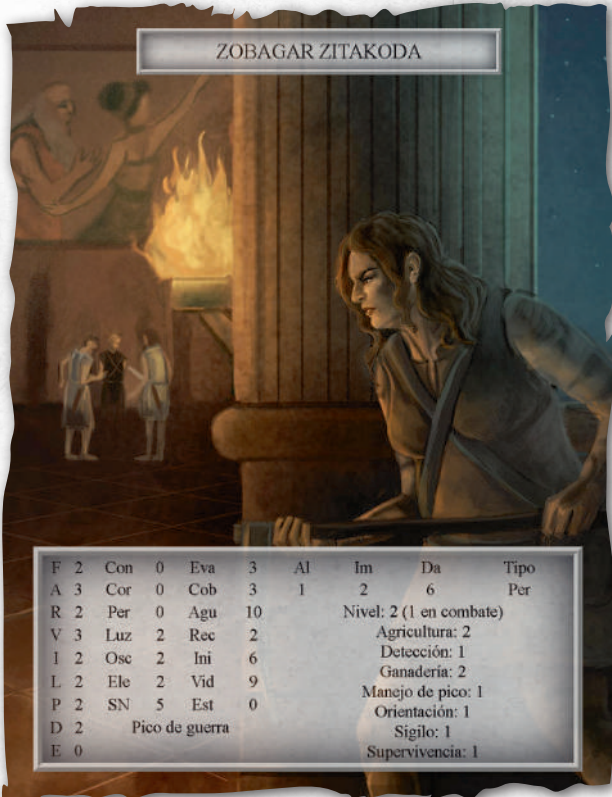 ZOBAGAR ZITAKODA
F 2 Con 0 Eva 3 Al Im Da Tipo
A 3 Cor 0 Cob 3 1 2 6 Per
R 2 Per 0 Agu 10 Nivel: 2 (1 en combate)
V 3 Luz 2 Rec 2 Agricultura: 2
I 2 Osc 2 Ini 6 Detección: 1
L 2 Ele 2 Vid 9 Ganadería: 2
P 2 SN 5 Est 0 Manejo de pico: 1
D 2 Pico de guerra Orientación: 1
E 0 Sigilo: 1
Supervivencia: 1